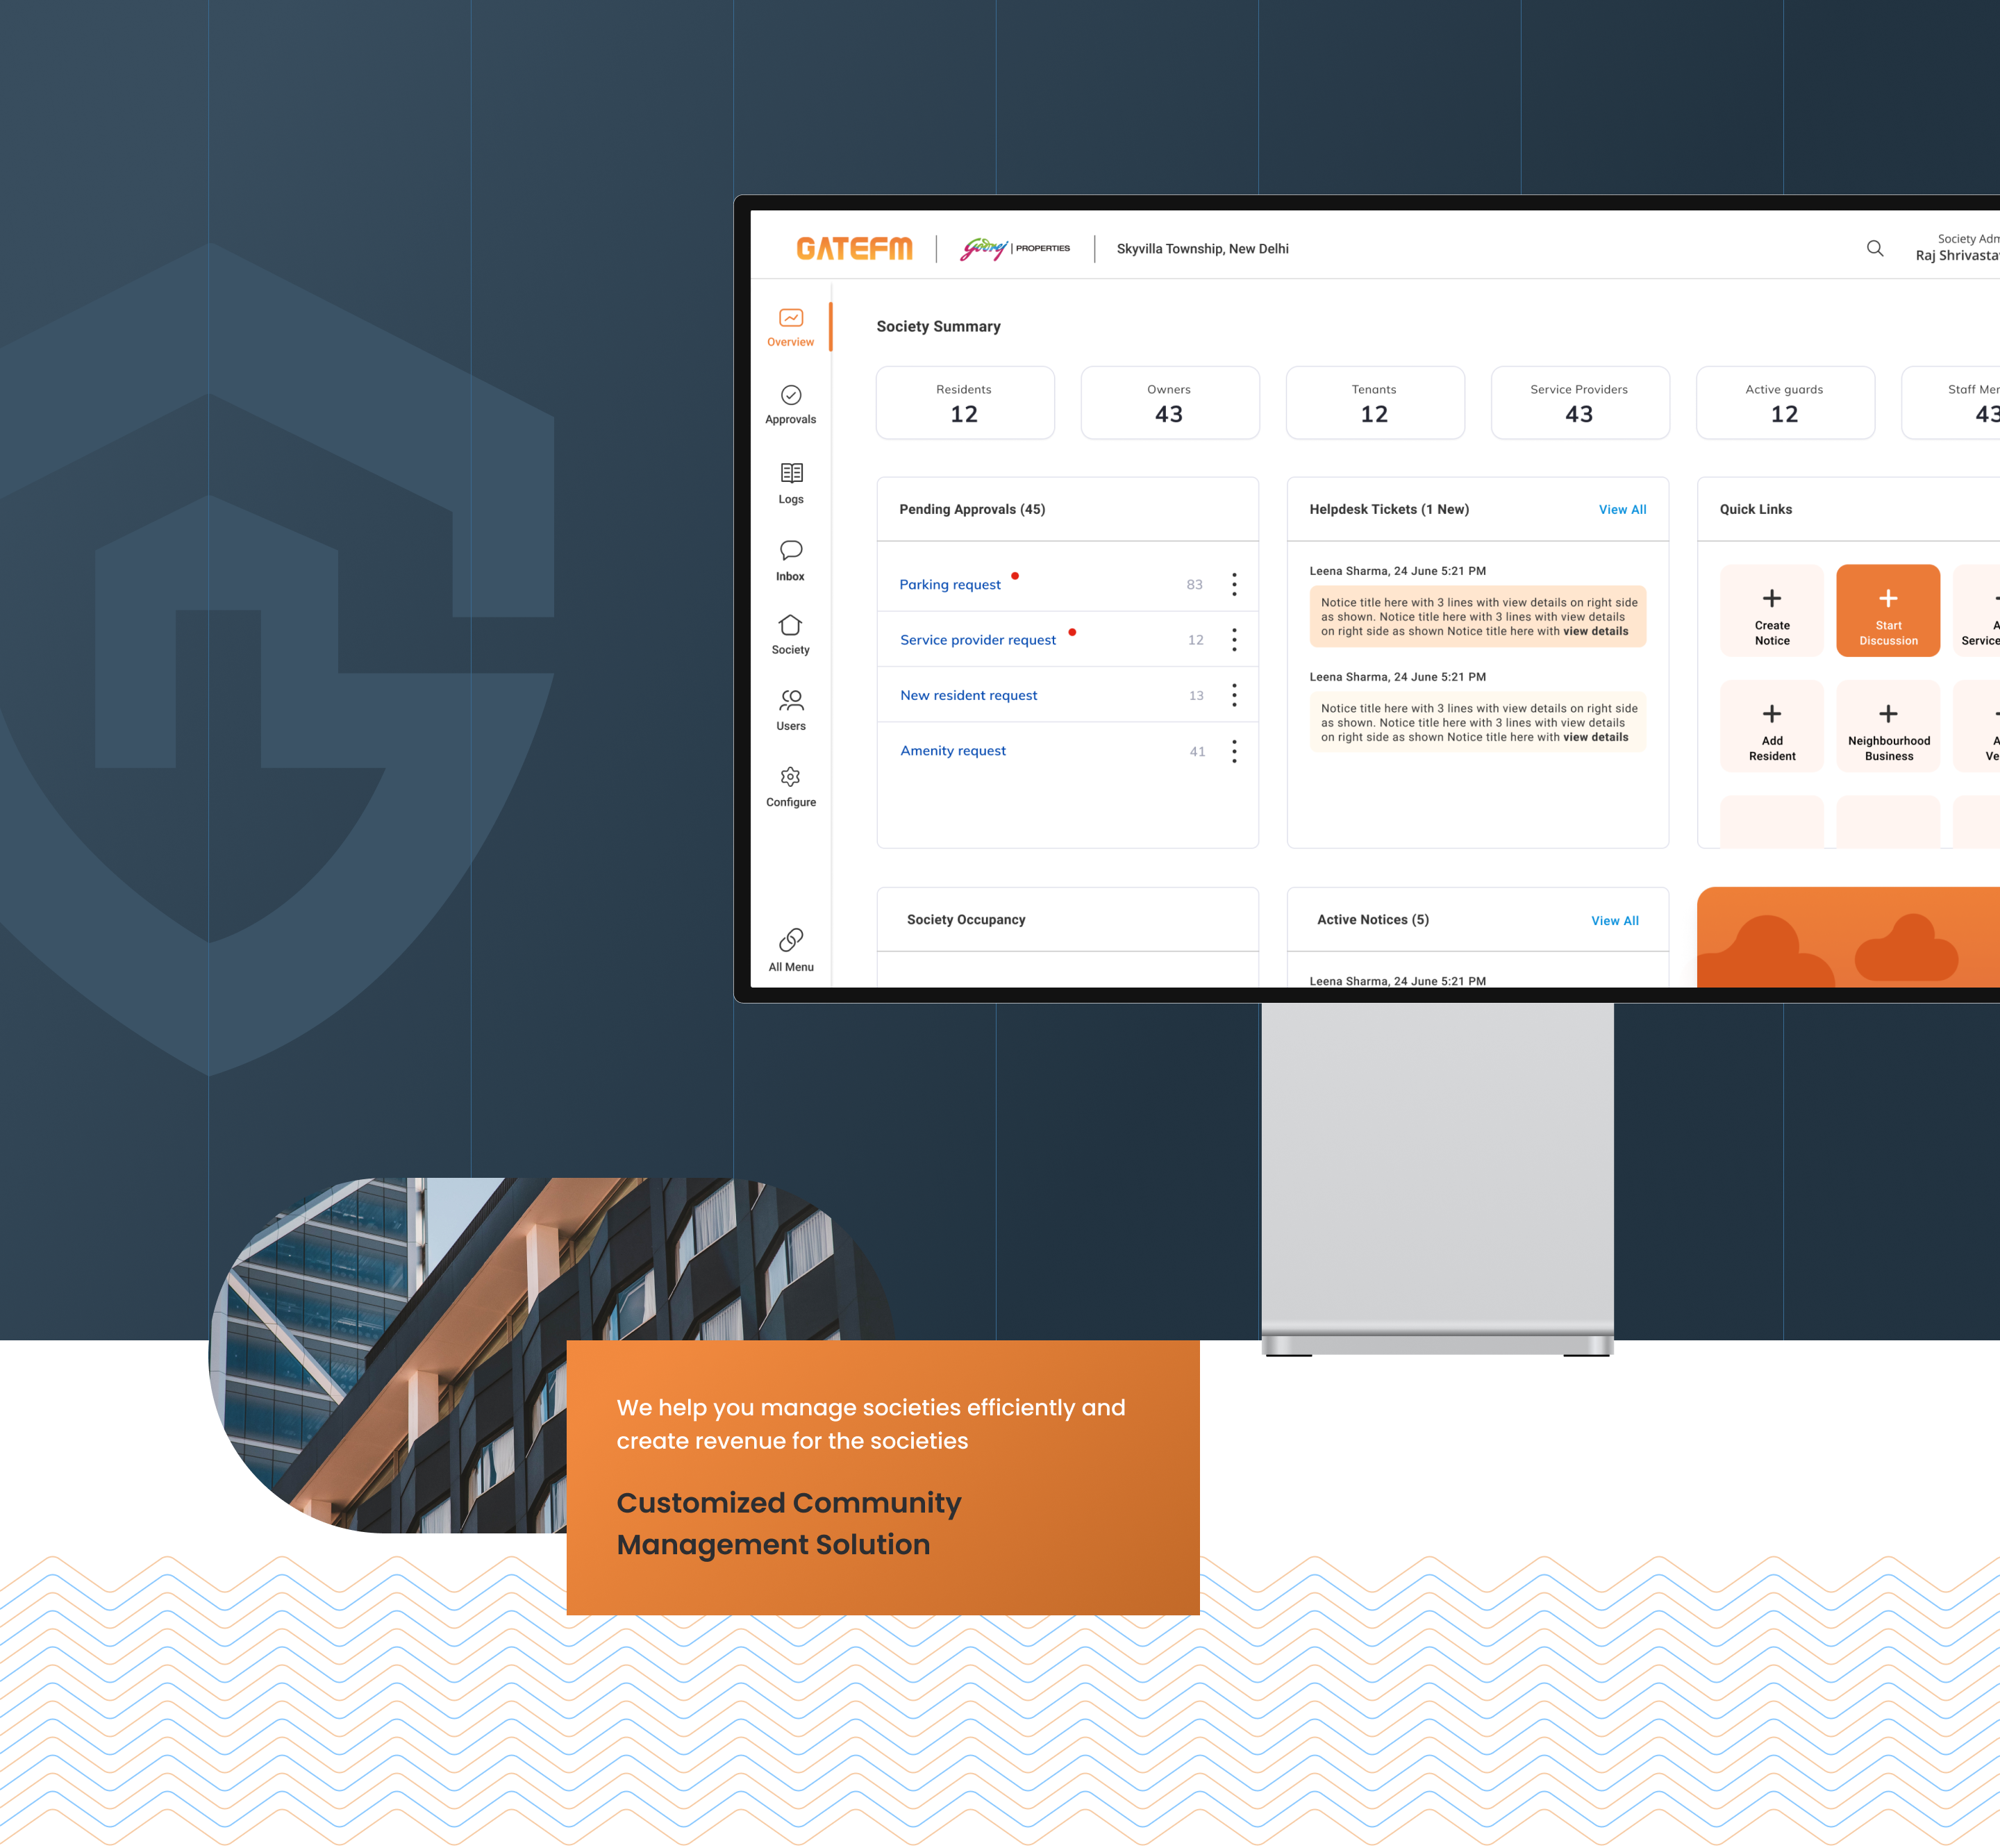 GATEFM
Godrej | PROPERTIES
Skyvilla Township, New Delhi
Society Adm
Raj Shrivasta
Overview
Approvals
Logs
Inbox
Society
Users
Configure
All Menu
Society Summary
Residents
12
Owners
43
Tenants
12
Service Providers
43
Active guards
12
Staff Mem
43
Pending Approvals (45)
Parking request 83
Service provider request 12
New resident request 13
Amenity request 41
Helpdesk Tickets (1 New) View All
Leena Sharma, 24 June 5:21 PM
Notice title here with 3 lines with view details on right side
as shown. Notice title here with 3 lines with view details
on right side as shown Notice title here with view details
Leena Sharma, 24 June 5:21 PM
Notice title here with 3 lines with view details on right side
as shown. Notice title here with 3 lines with view details
on right side as shown Notice title here with view details
Quick Links
Create
Notice
Start
Discussion
A
Service
Add
Resident
Neighbourhood
Business
A
Ve
Society Occupancy
Active Notices (5) View All
Leena Sharma, 24 June 5:21 PM
We help you manage societies efficiently and
create revenue for the societies
Customized Community
Management Solution